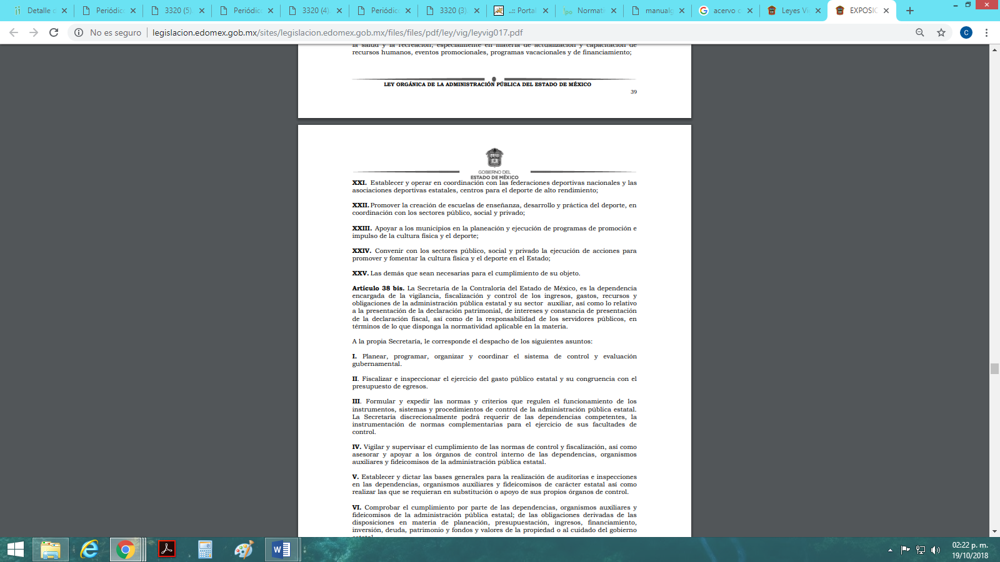 Detalle d
Periódic
3320 (5).
Periódic
3320 (4).
Periódic
3320 (3).
..:: Portal
Normati
manualg
acervo d
Leyes Vi
EXPOSIC
No es seguro
legislacion.edomex.gob.mx/sites/legislacion.edomex.gob.mx/files/files/pdf/ley/vig/leyvig017.pdf
C
la salud y la recreación, especialmente en materia de actualización y capacitación de
recursos humanos, eventos promocionales, programas vacacionales y de financiamiento;
LEY ORGÁNICA DE LA ADMINISTRACIÓN PÚBLICA DEL ESTADO DE MÉXICO
39
GOBIERNO DEL
ESTADO DE MÉXICO
XXI. Establecer y operar en coordinación con las federaciones deportivas nacionales y las
asociaciones deportivas estatales, centros para el deporte de alto rendimiento;
XXII. Promover la creación de escuelas de enseñanza, desarrollo y práctica del deporte, en
coordinación con los sectores público, social y privado;
XXIII. Apoyar a los municipios en la planeación y ejecución de programas de promoción e
impulso de la cultura física y el deporte;
XXIV. Convenir con los sectores público, social y privado la ejecución de acciones para
promover y fomentar la cultura física y el deporte en el Estado;
XXV. Las demás que sean necesarias para el cumplimiento de su objeto.
Artículo 38 bis. La Secretaría de la Contraloría del Estado de México, es la dependencia
encargada de la vigilancia, fiscalización y control de los ingresos, gastos, recursos y
obligaciones de la administración pública estatal y su sector auxiliar, así como lo relativo
a la presentación de la declaración patrimonial, de intereses y constancia de presentación
de la declaración fiscal, así como de la responsabilidad de los servidores públicos, en
términos de lo que disponga la normatividad aplicable en la materia.
A la propia Secretaría, le corresponde el despacho de los siguientes asuntos:
I. Planear, programar, organizar y coordinar el sistema de control y evaluación
gubernamental.
II. Fiscalizar e inspeccionar el ejercicio del gasto público estatal y su congruencia con el
presupuesto de egresos.
III. Formular y expedir las normas y criterios que regulen el funcionamiento de los
instrumentos, sistemas y procedimientos de control de la administración pública estatal.
La Secretaría discrecionalmente podrá requerir de las dependencias competentes, la
instrumentación de normas complementarias para el ejercicio de sus facultades de
control.
IV. Vigilar y supervisar el cumplimiento de las normas de control y fiscalización, así como
asesorar y apoyar a los órganos de control interno de las dependencias, organismos
auxiliares y fideicomisos de la administración pública estatal.
V. Establecer y dictar las bases generales para la realización de auditorías e inspecciones
en las dependencias, organismos auxiliares y fideicomisos de carácter estatal así como
realizar las que se requieran en substitución o apoyo de sus propios órganos de control.
VI. Comprobar el cumplimiento por parte de las dependencias, organismos auxiliares y
fideicomisos de la administración pública estatal; de las obligaciones derivadas de las
disposiciones en materia de planeación, presupuestación, ingresos, financiamiento,
inversión, deuda, patrimonio y fondos y valores de la propiedad o al cuidado del gobierno
estatal.
02:22 p. m.
19/10/2018